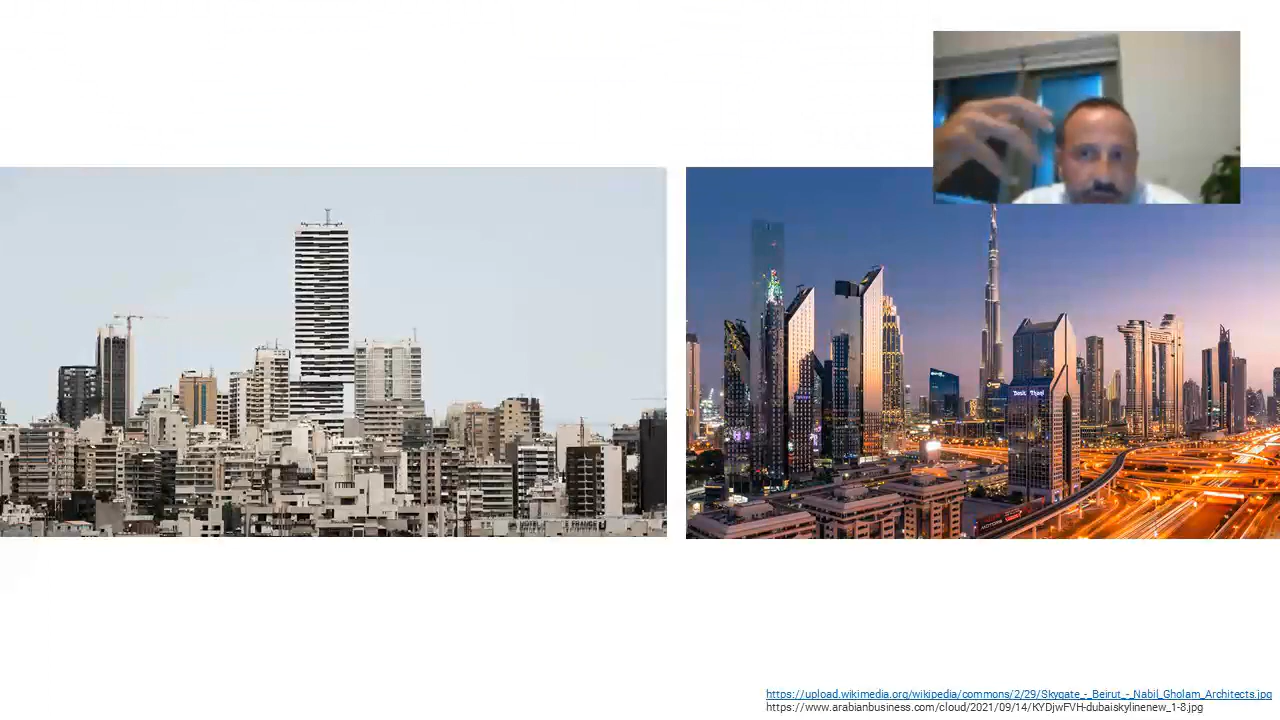 https://upload.wikimedia.org/wikipedia/commons/2/29/Skygate_-_Beirut_-_Nabil_Gholam_Architects.jpg
https://www.arabianbusiness.com/cloud/2021/09/14/KYDjwFVH-dubaiskylinenew_1-8.jpg